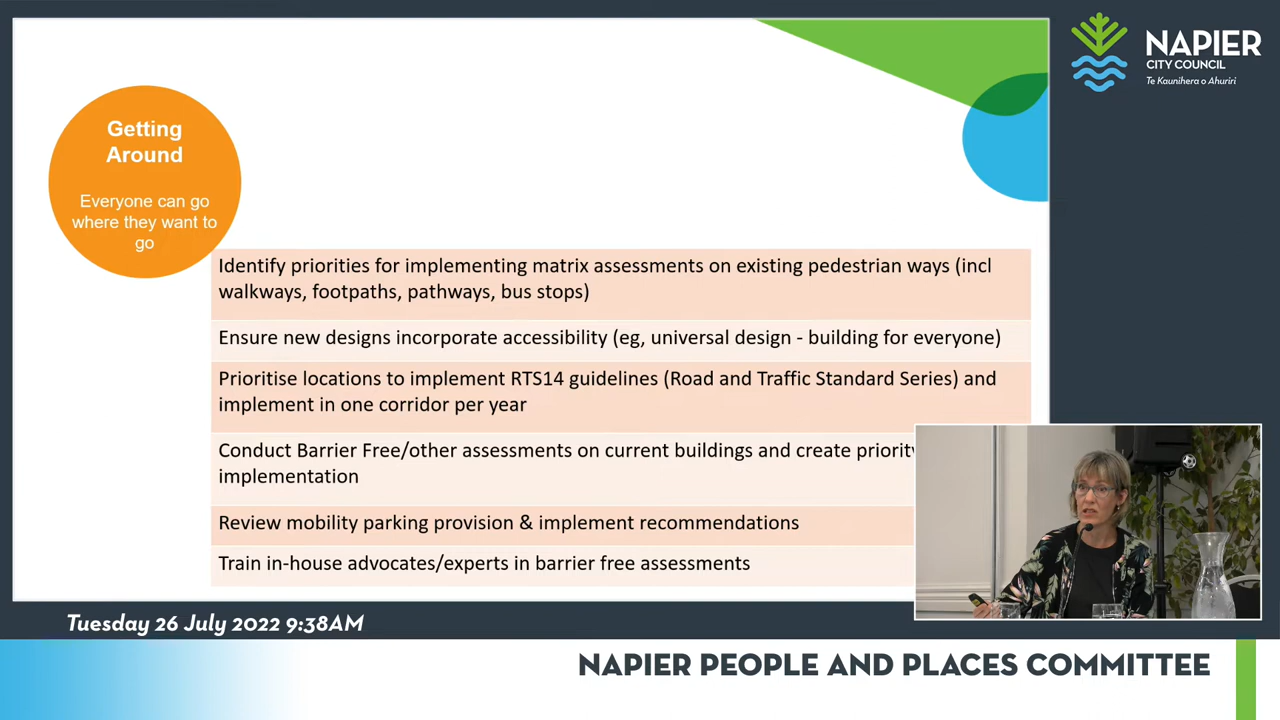 NAPIER
CITY COUNCIL
Te Kaunihera o Ahuriri
Getting
Around
Everyone can go
where they want to
go
Identify priorities for implementing matrix assessments on existing pedestrian ways (incl
walkways, footpaths, pathways, bus stops)
Ensure new designs incorporate accessibility (eg, universal design - building for everyone)
Prioritise locations to implement RTS14 guidelines (Road and Traffic Standard Series) and
implement in one corridor per year
Conduct Barrier Free/other assessments on current buildings and create priority
implementation
Review mobility parking provision & implement recommendations
Train in-house advocates/experts in barrier free assessments
Tuesday 26 July 2022 9:38AM
NAPIER PEOPLE AND PLACES COMMITTEE